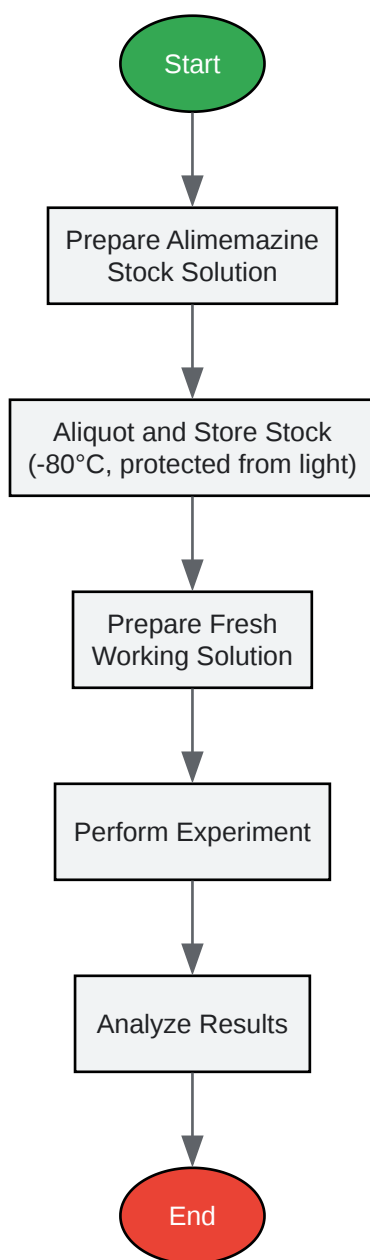 Start
Prepare Alimemazine
Stock Solution
Aliquot and Store Stock
(-80°C, protected from light)
Prepare Fresh
Working Solution
Perform Experiment
Analyze Results
End